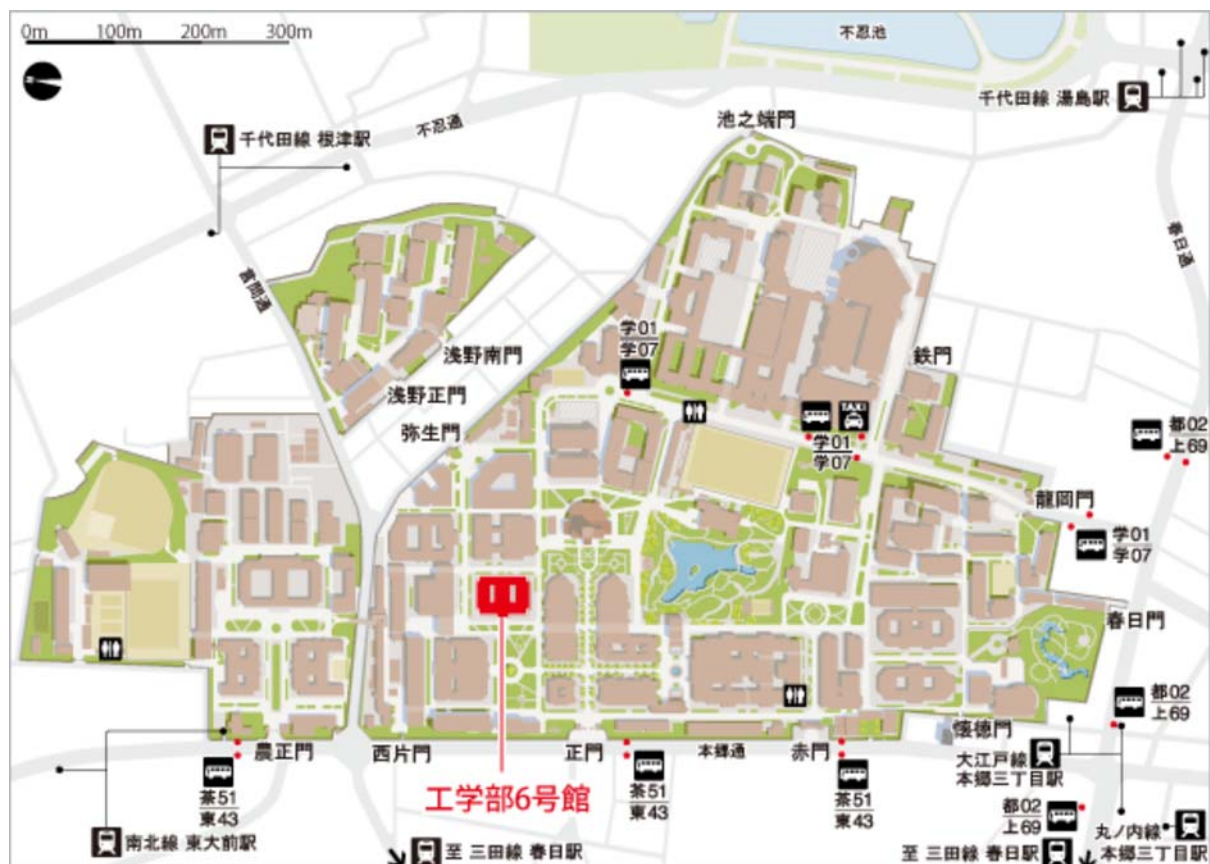 0m 100m 200m 300m
不忍池
千代田線 湯島駅
池之端門
不忍通
千代田線 根津駅
春日通
言問通
学01
学07
浅野南門
鉄門
浅野正門
TAXI
都02
上69
弥生門
学01
学07
龍岡門
学01
学07
春日門
都02
上69
懐徳門
農正門
西片門
正門
本郷通
赤門
大江戸線
本郷三丁目駅
茶51
東43
工学部6号館
茶51
東43
茶51
東43
都02
上69
丸ノ内線
本郷三丁目駅
南北線 東大前駅
至 三田線 春日駅
至 三田線 春日駅